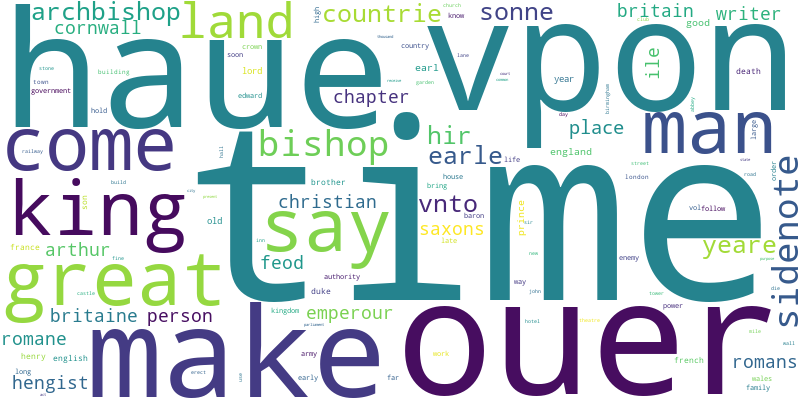 archbishop land countrie sonne britain writer
cornwall high church know good
haue vpon
soon crown country ile death
stone building lord earl lane
town government edward chapter year
hold day birmingham abbey
come bishop hir place man large
railway hall earle england
life street state
build brother house london road order
king say christian bring vnto prince vol follow
son old baron sir
time
saxons late yeare sidenote
france arthur inn new
fine feod authority enemy
great castle duke way john tower die
britaine person kingdom emperour power
romane parliament hotel theatre eile
make ouer
henry english army work french wall romans
long erect early far wales
hengist family